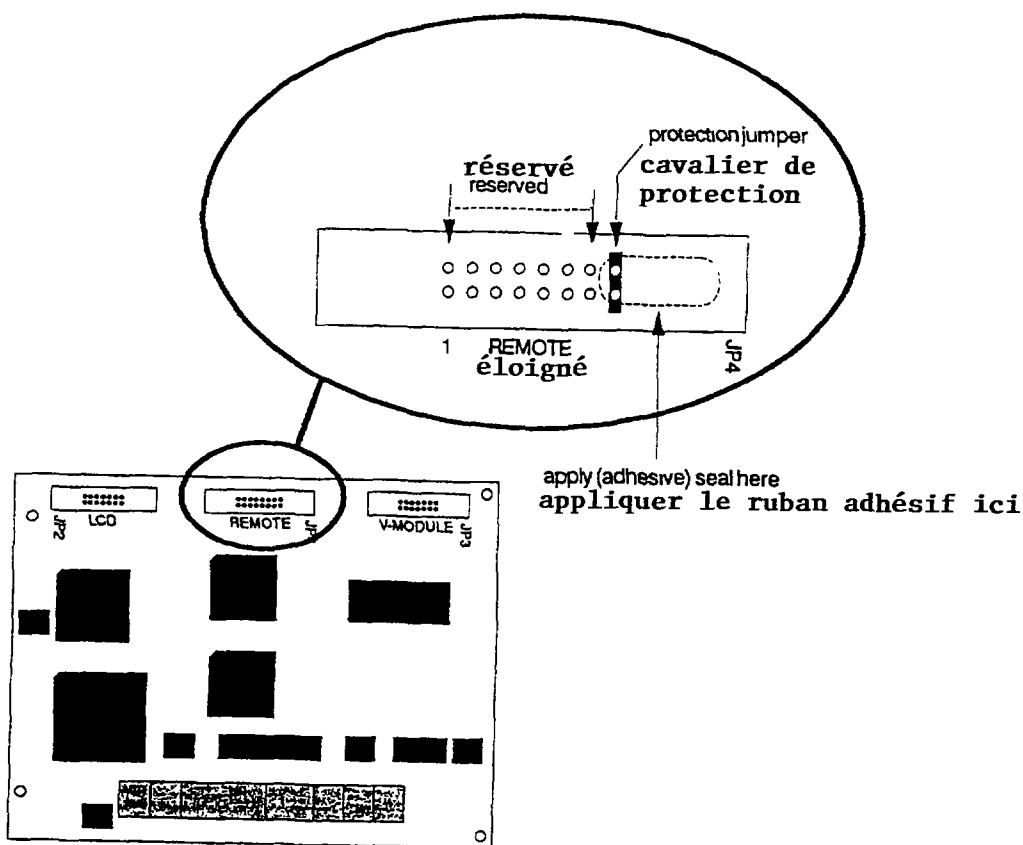 protection jumper
cavalier de
protection
réservé
reserved
1 REMOTE
éloigné
JP4
apply (adhesive) seal here
appliquer le ruban adhésif ici
JP2
LCD
REMOTE
V-MODULE
JP3